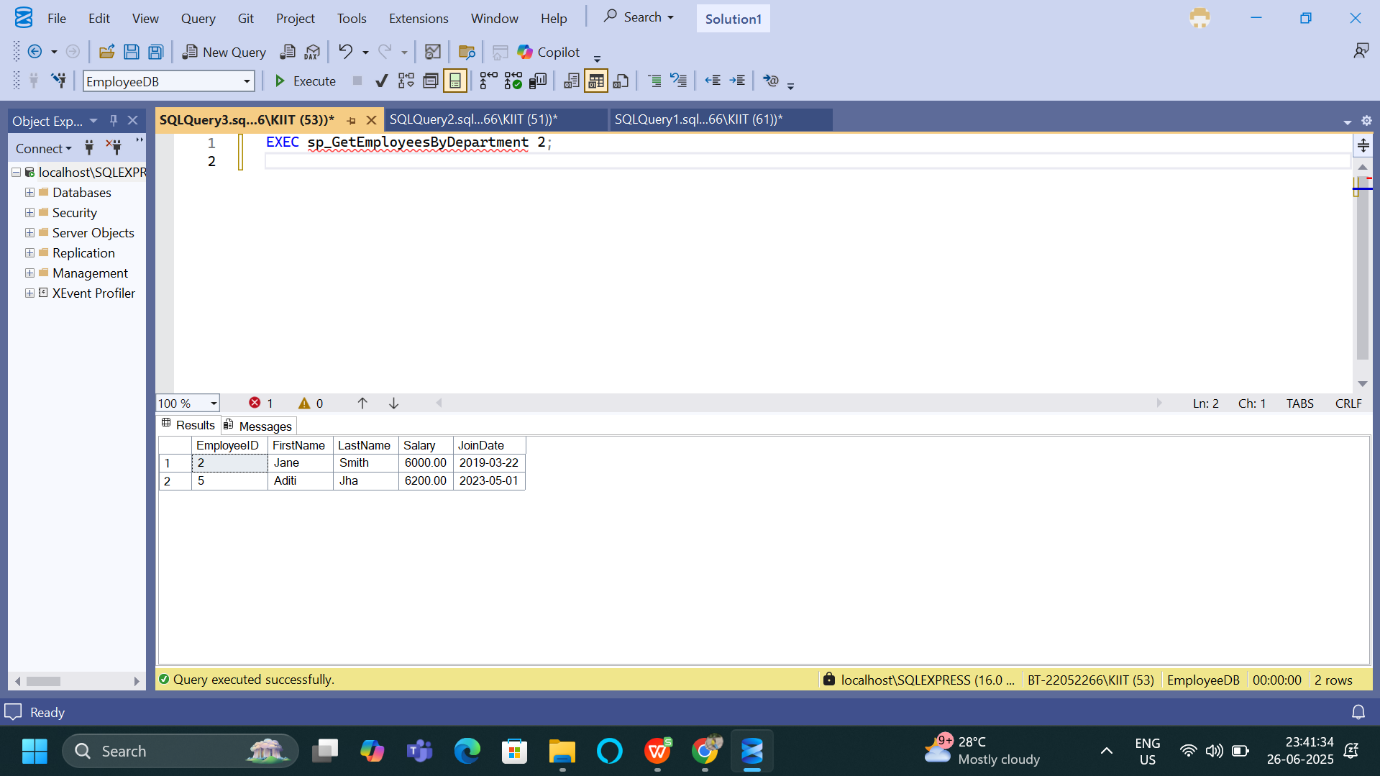 File Edit View Query Git Project Tools Extensions Window Help Search Solution1
New Query DAX Copilot
EmployeeDB Execute
Object Exp... SQLQuery3.sq...6\KIIT (53))* SQLQuery2.sql...66\KIIT (51))* SQLQuery1.sql...66\KIIT (61))*
Connect
localhost\SQLEXPR
Databases
Security
Server Objects
Replication
Management
XEvent Profiler
1 EXEC sp_GetEmployeesByDepartment 2;
2
100 % 1 0 Ln: 2 Ch: 1 TABS CRLF
Results Messages
EmployeeID FirstName LastName Salary JoinDate
1 2 Jane Smith 6000.00 2019-03-22
2 5 Aditi Jha 6200.00 2023-05-01
Query executed successfully. localhost\SQLEXPRESS (16.0 ... BT-22052266\KIIT (53) EmployeeDB 00:00:00 2 rows
Ready
Search
9+ 28°C
Mostly cloudy
ENG
US
23:41:34
26-06-2025